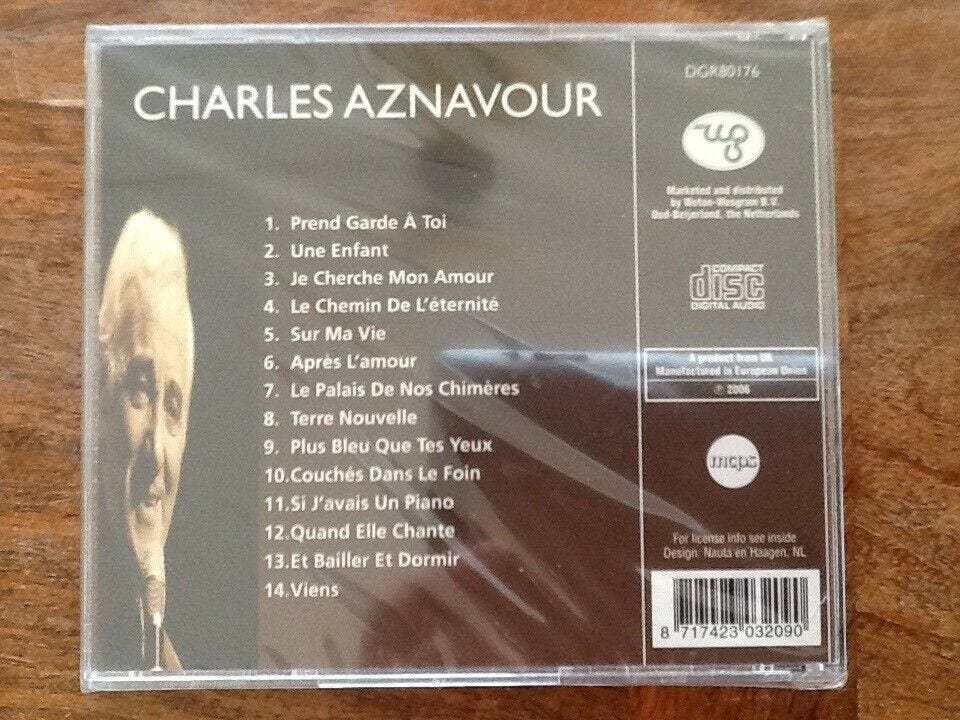 CHARLES AZNAVOUR
1. Prend Garde À Toi
2. Une Enfant
3. Je Cherche Mon Amour
4. Le Chemin De L'éternité
5. Sur Ma Vie
6. Après L'amour
7. Le Palais De Nos Chimères
8. Terre Nouvelle
9. Plus Bleu Que Tes Yeux
10.Couchés Dans Le Foin
11.Si J'avais Un Piano
12.Quand Elle Chante
13.Et Bailler Et Dormir
14.Viens
DGR80176
Marketed and distributed
by Weton-Wesgram B.V.
Oud-Beijerland, the Netherlands
COMPACT
disc
DIGITAL AUDIO
A product from UK
Manufactured in European Union
℗ 2006
mcps
For license info see inside
Design: Nauta en Haagen, NL
8 717423 032090